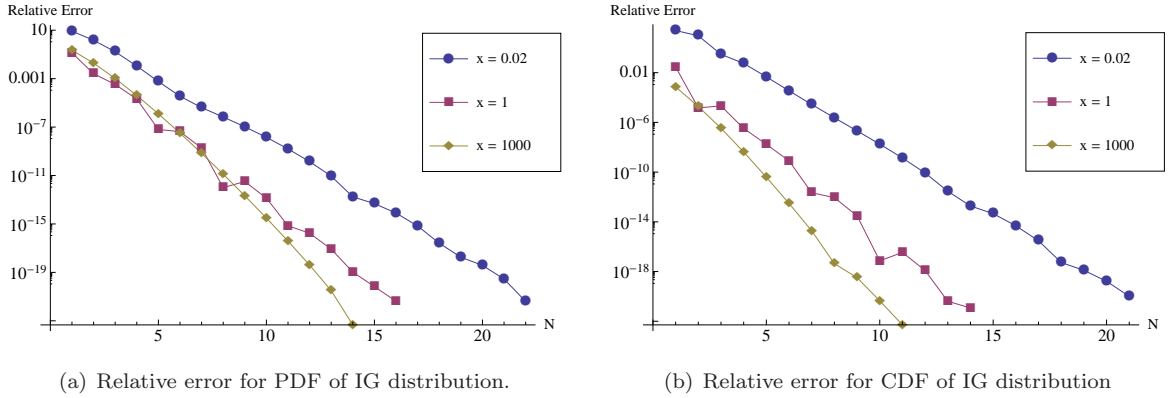 Relative Error
10
0.001
10^-7
10^-11
10^-15
10^-19
5
10
15
20
N
x = 0.02
x = 1
x = 1000
(a) Relative error for PDF of IG distribution.
Relative Error
0.01
10^-6
10^-10
10^-14
10^-18
5
10
15
20
N
x = 0.02
x = 1
x = 1000
(b) Relative error for CDF of IG distribution